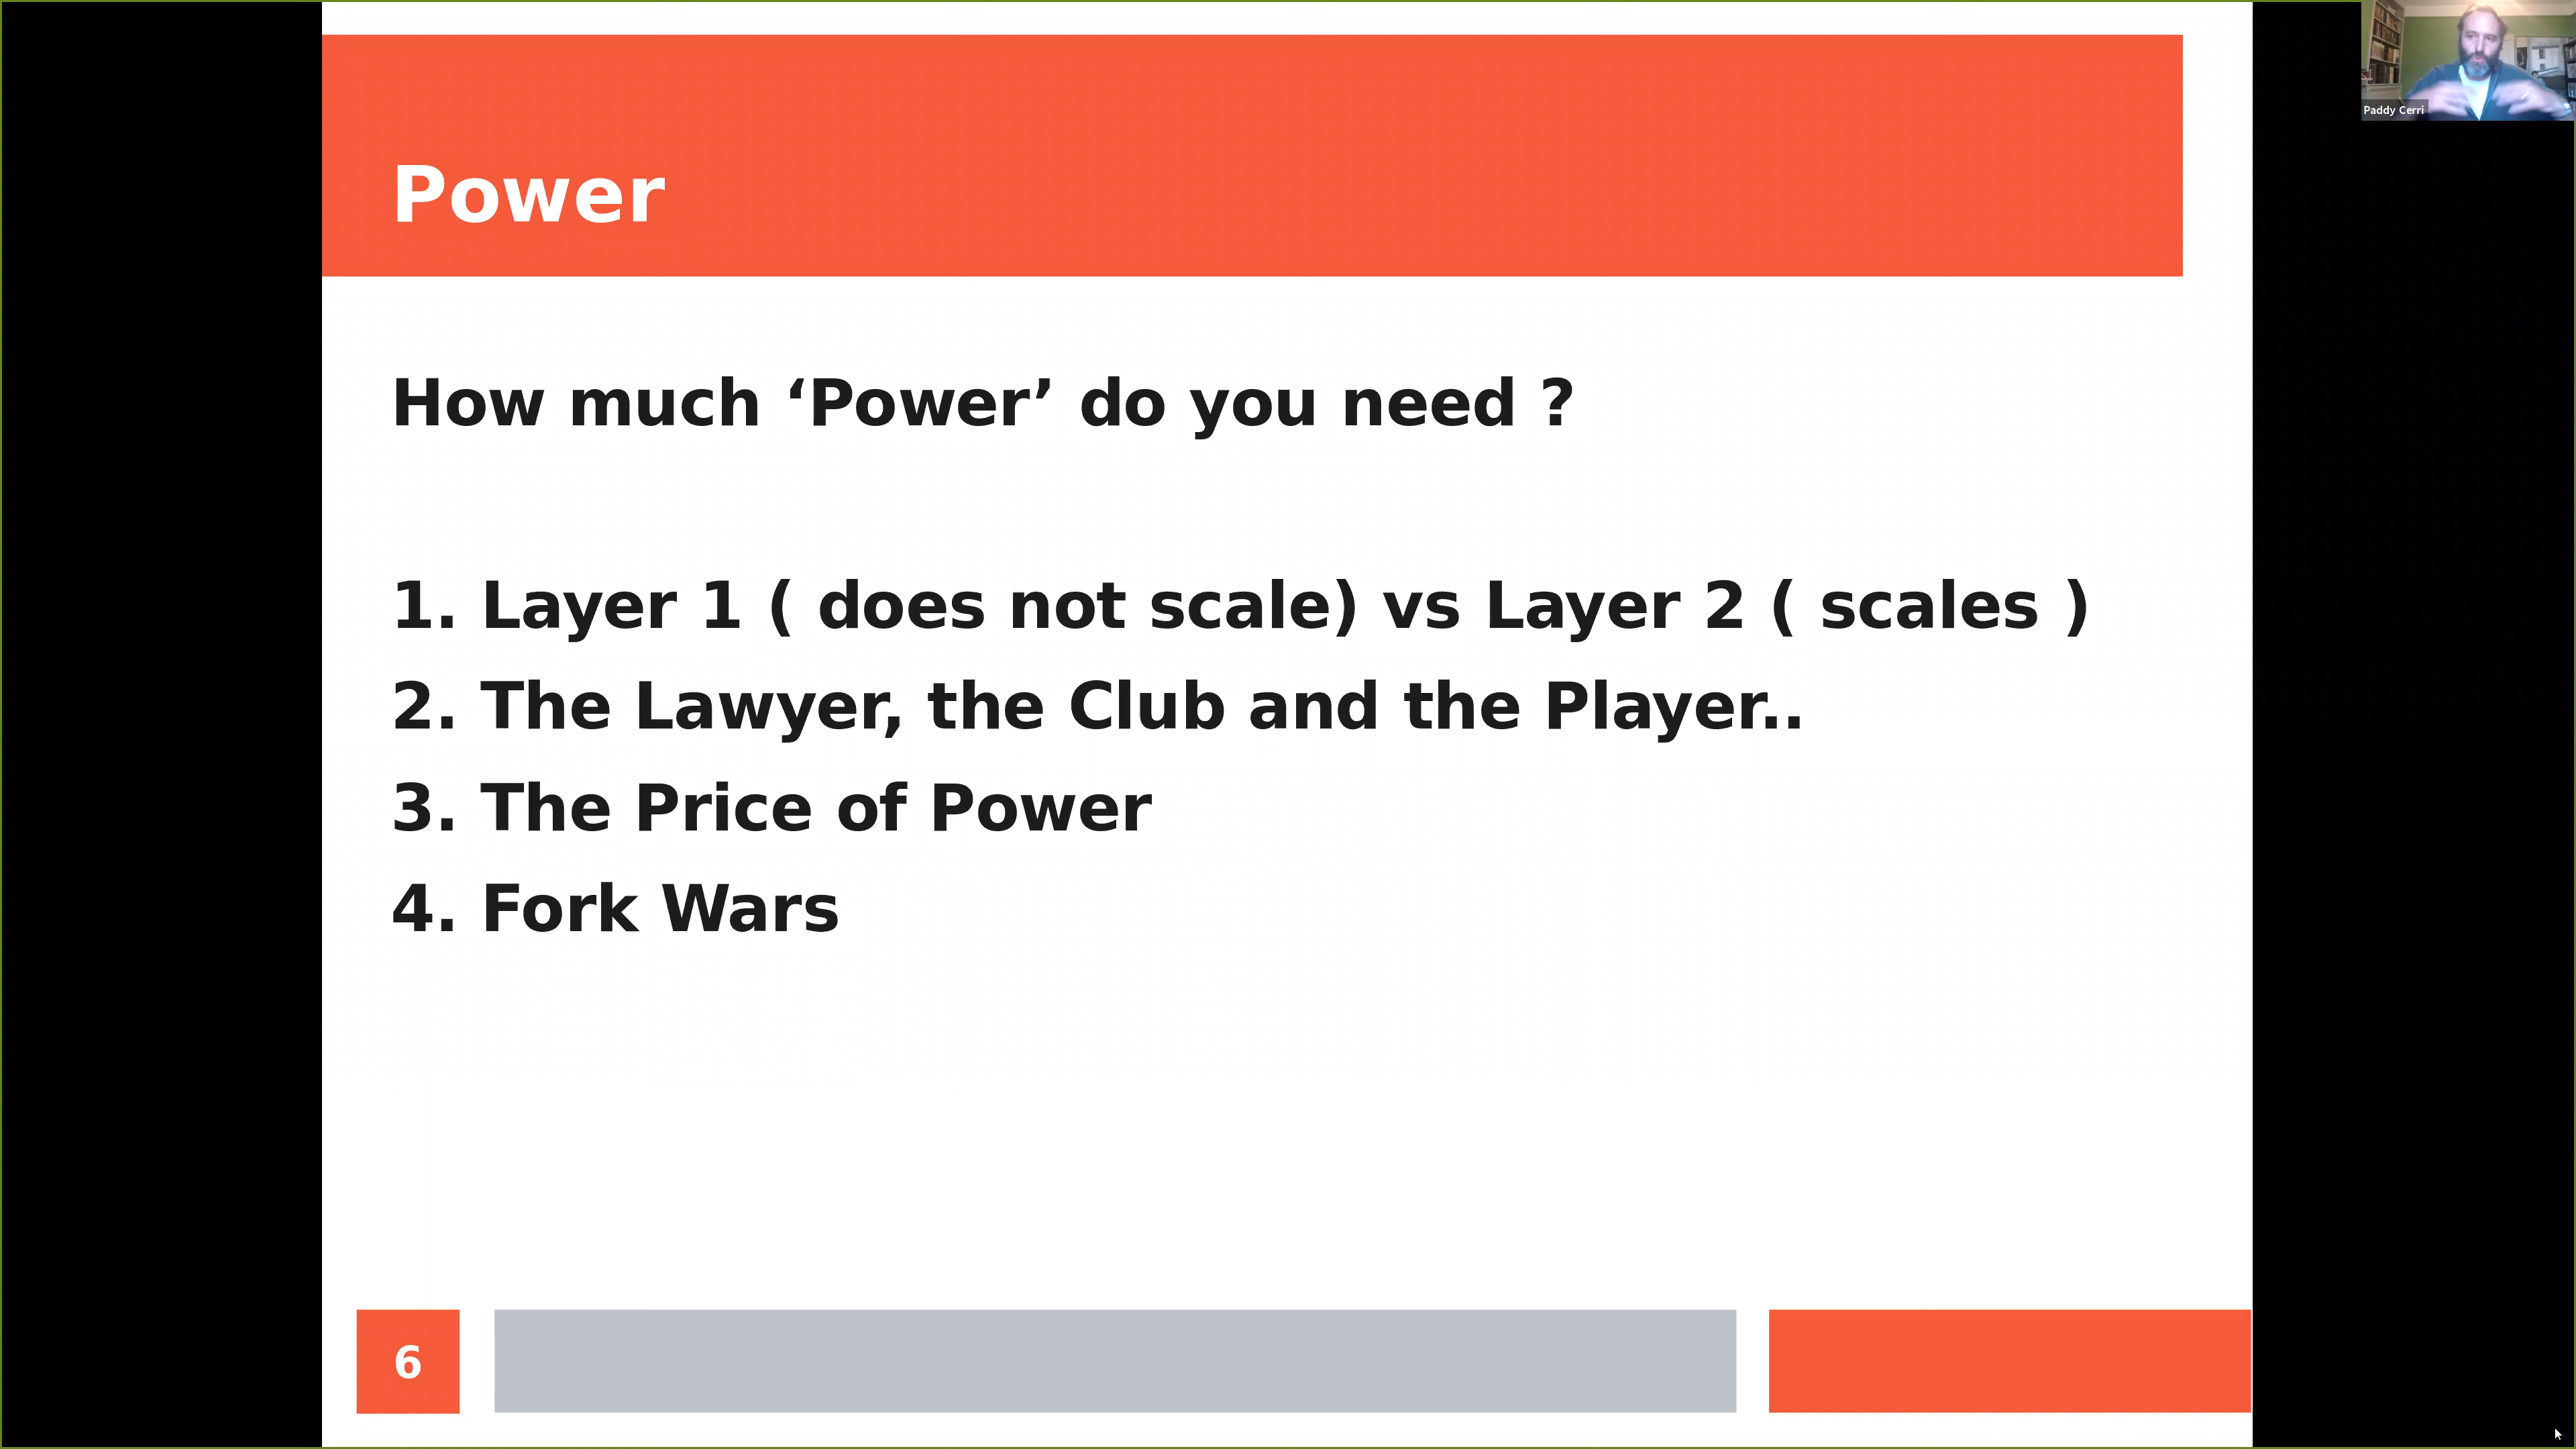 Power
How much ‘Power’ do you need ?
1. Layer 1 ( does not scale) vs Layer 2 ( scales )
2. The Lawyer, the Club and the Player..
3. The Price of Power
4. Fork Wars
6
Paddy Cerri